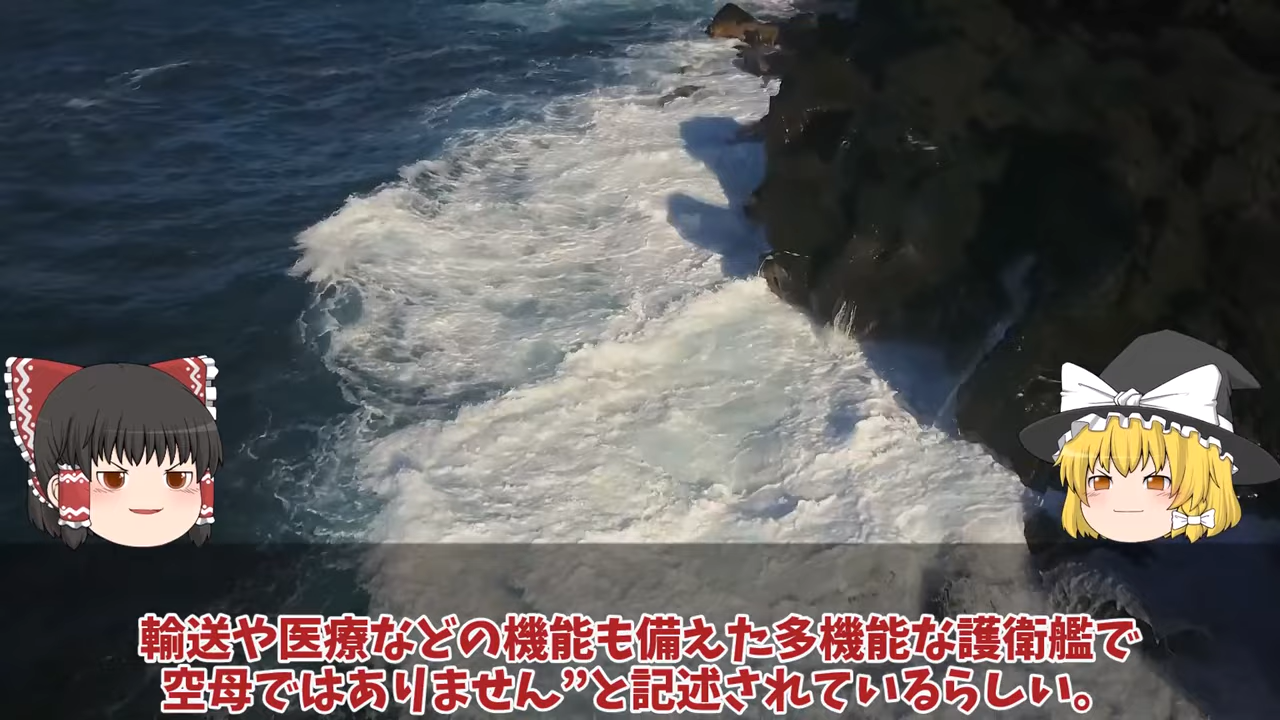 輸送や医療などの機能も備えた多機能な護衛艦で
空母ではありません”と記述されているらしい。